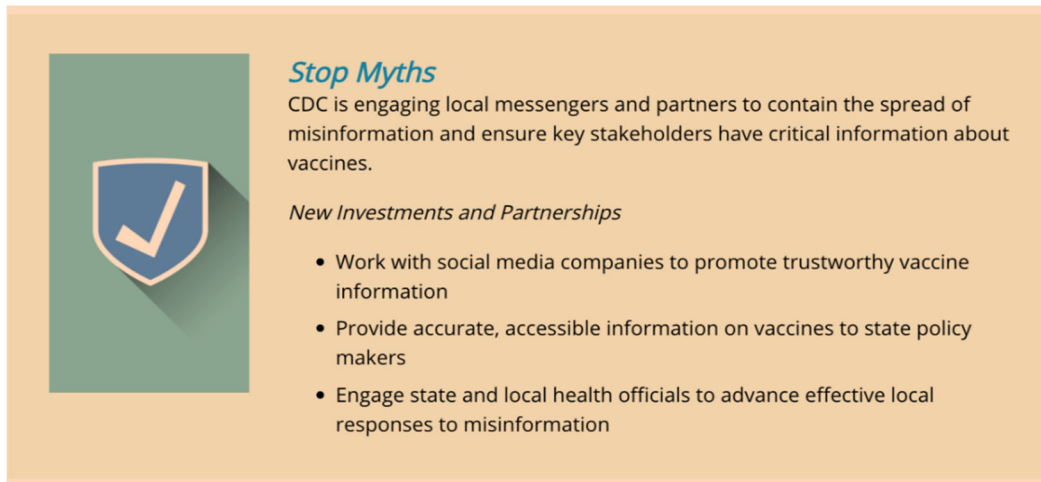 Stop Myths
CDC is engaging local messengers and partners to contain the spread of
misinformation and ensure key stakeholders have critical information about
vaccines.
New Investments and Partnerships
• Work with social media companies to promote trustworthy vaccine
information
• Provide accurate, accessible information on vaccines to state policy
makers
• Engage state and local health officials to advance effective local
responses to misinformation